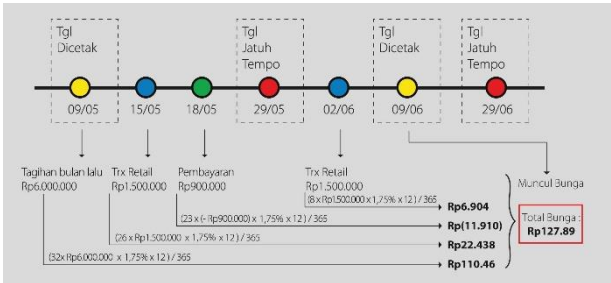 Tgl
Dicetak
Tgl
Jatuh
Tempo
Tgl
Dicetak
Tgl
Jatuh
Tempo
09/05
15/05
18/05
29/05
02/06
09/06
29/06
Tagihan bulan lalu
Rp6.000.000
Trx Retail
Rp1.500.000
Pembayaran
Rp900.000
Trx Retail
Rp1.500.000
Muncul Bunga
(8x Rp1.500.000 x 1,75% x 12) / 365
Rp6.904
(23 x (- Rp900.000) x 1,75% x 12 ) / 365
Rp(11.910)
(26 x Rp1.500.000 x 1,75% x 12 ) / 365
Rp22.438
(32x Rp6.000.000 x 1,75% x 12 ) / 365
Rp110.46
Total Bunga :
Rp127.89